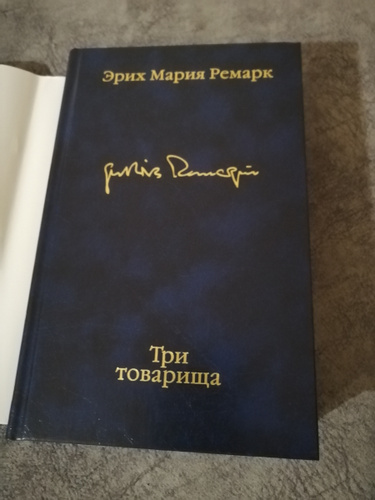 Эрих Мария Ремарк
Три
товарища